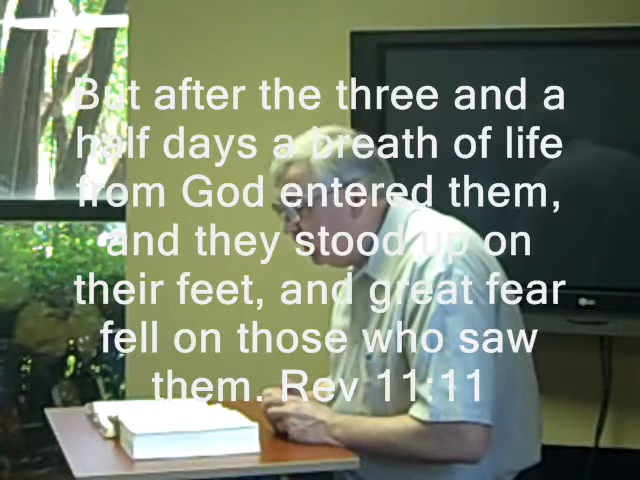 But after the three and a
half days a breath of life
from God entered them,
and they stood up on
their feet, and great fear
fell on those who saw
them. Rev 11:11